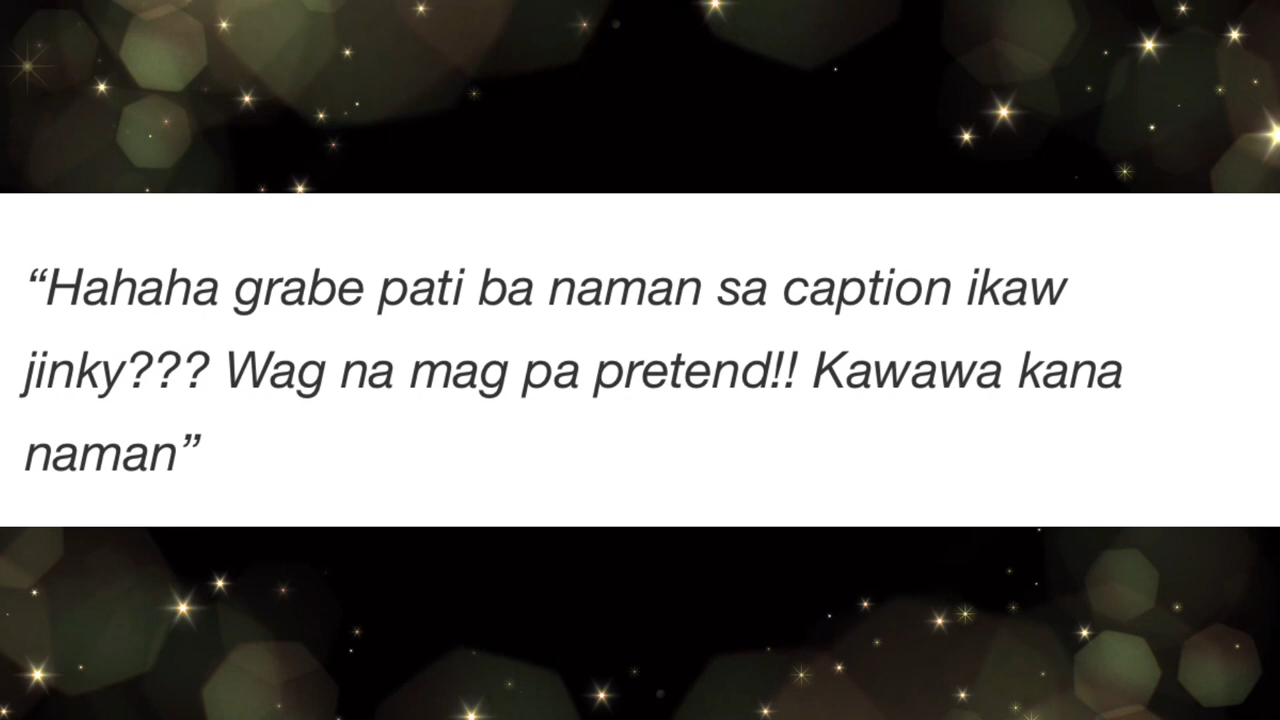 “Hahaha grabe pati ba naman sa caption ikaw
jinky??? Wag na mag pa pretend!! Kawawa kana
naman”